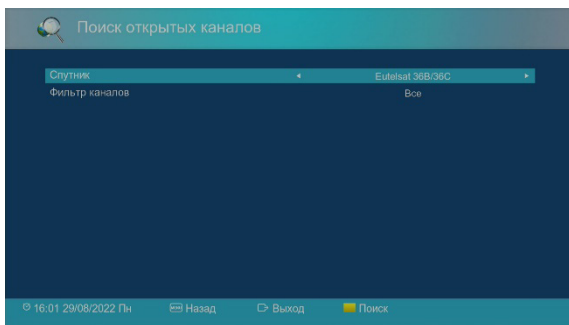 Поиск открытых каналов
Спутник Eutelsat 36B/36C
Фильтр каналов Все
16:01 29/08/2022 Пн Назад Выход Поиск